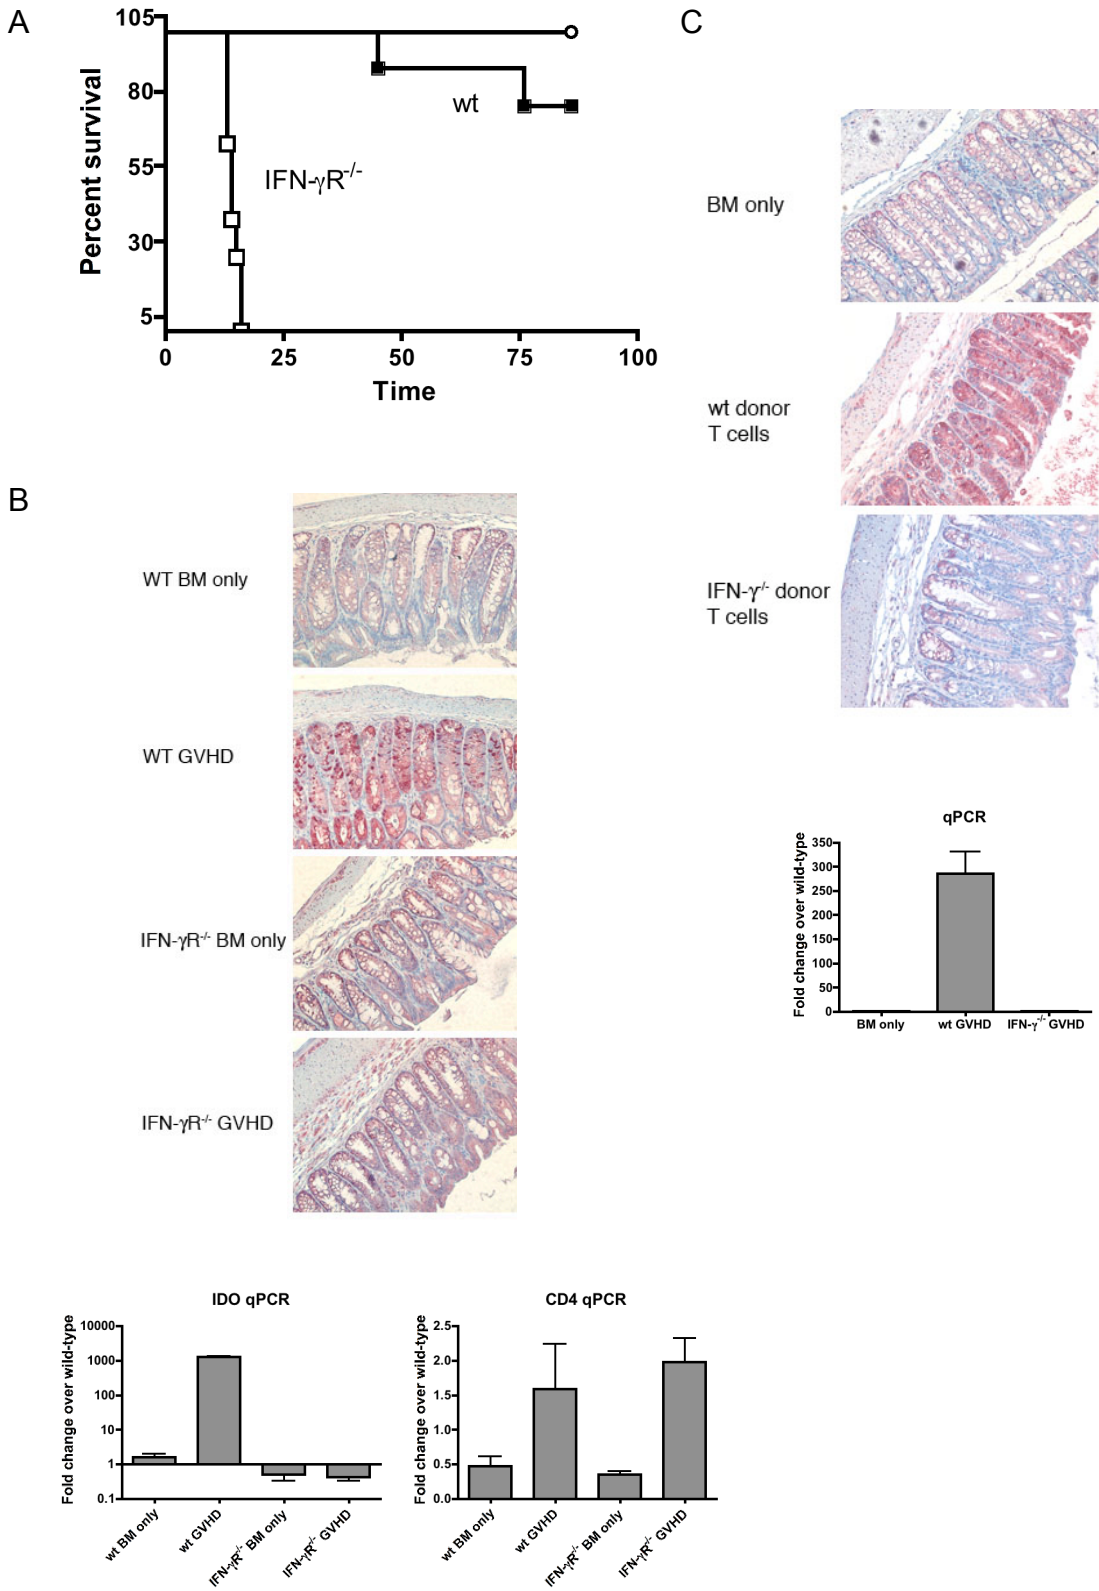 A
105
80
55
30
5
Percent survival
wt
IFN-γR-/-
0
25
50
75
100
Time
B
WT BM only
WT GVHD
IFN-γR-/- BM only
IFN-γR-/- GVHD
IDO qPCR
Fold change over wild-type
10000
1000
100
10
1
0.1
wt BM only
wt GVHD
IFN-γR-/- BM only
IFN-γR-/- GVHD
CD4 qPCR
Fold change over wild-type
2.5
2.0
1.5
1.0
0.5
0.0
wt BM only
wt GVHD
IFN-γR-/- BM only
IFN-γR-/- GVHD
C
BM only
wt donor
T cells
IFN-γ-/- donor
T cells
qPCR
Fold change over wild-type
350
300
250
200
150
100
50
0
BM only
wt GVHD
IFN-γ-/- GVHD